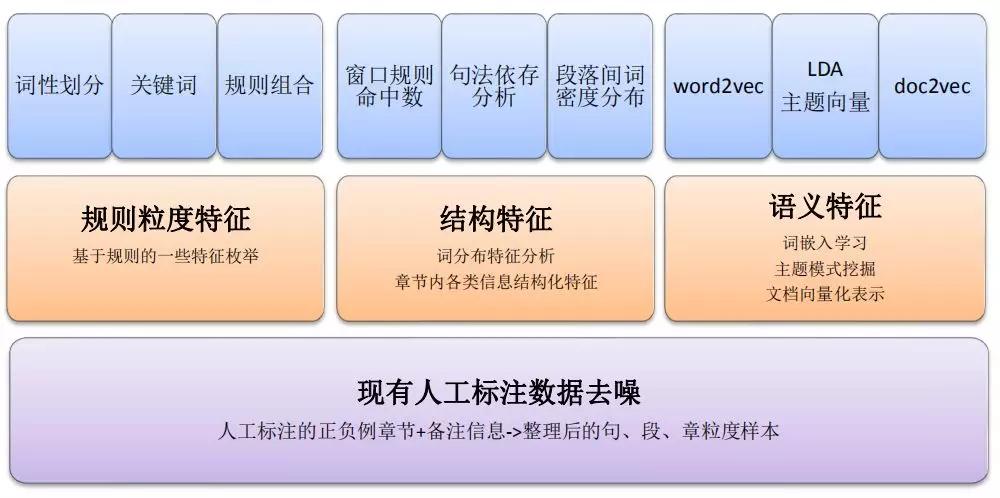 词性划分
关键词
规则组合
窗口规则
命中数
句法依存
分析
段落间词
密度分布
word2vec
LDA
主题向量
doc2vec
规则粒度特征
基于规则的一些特征枚举
结构特征
词分布特征分析
章节内各类信息结构化特征
语义特征
词嵌入学习
主题模式挖掘
文档向量化表示
现有人工标注数据去噪
人工标注的正负例章节+备注信息->整理后的句、段、章粒度样本